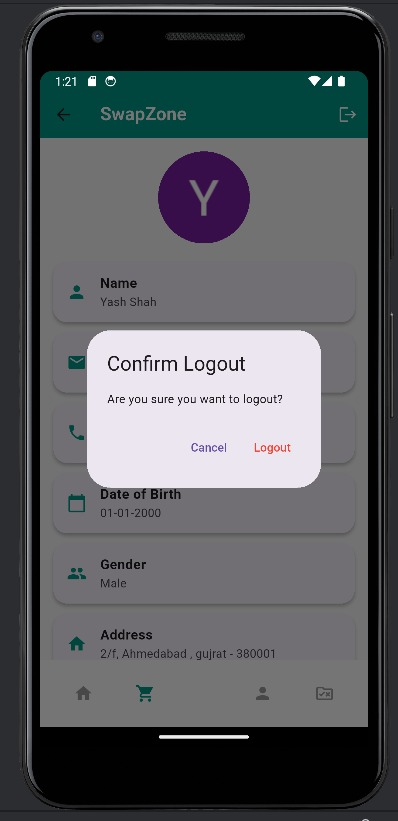 1:21
SwapZone
Y
Name
Yash Shah
Confirm Logout
Are you sure you want to logout?
Cancel Logout
Date of Birth
01-01-2000
Gender
Male
Address
2/f, Ahmedabad , gujrat - 380001